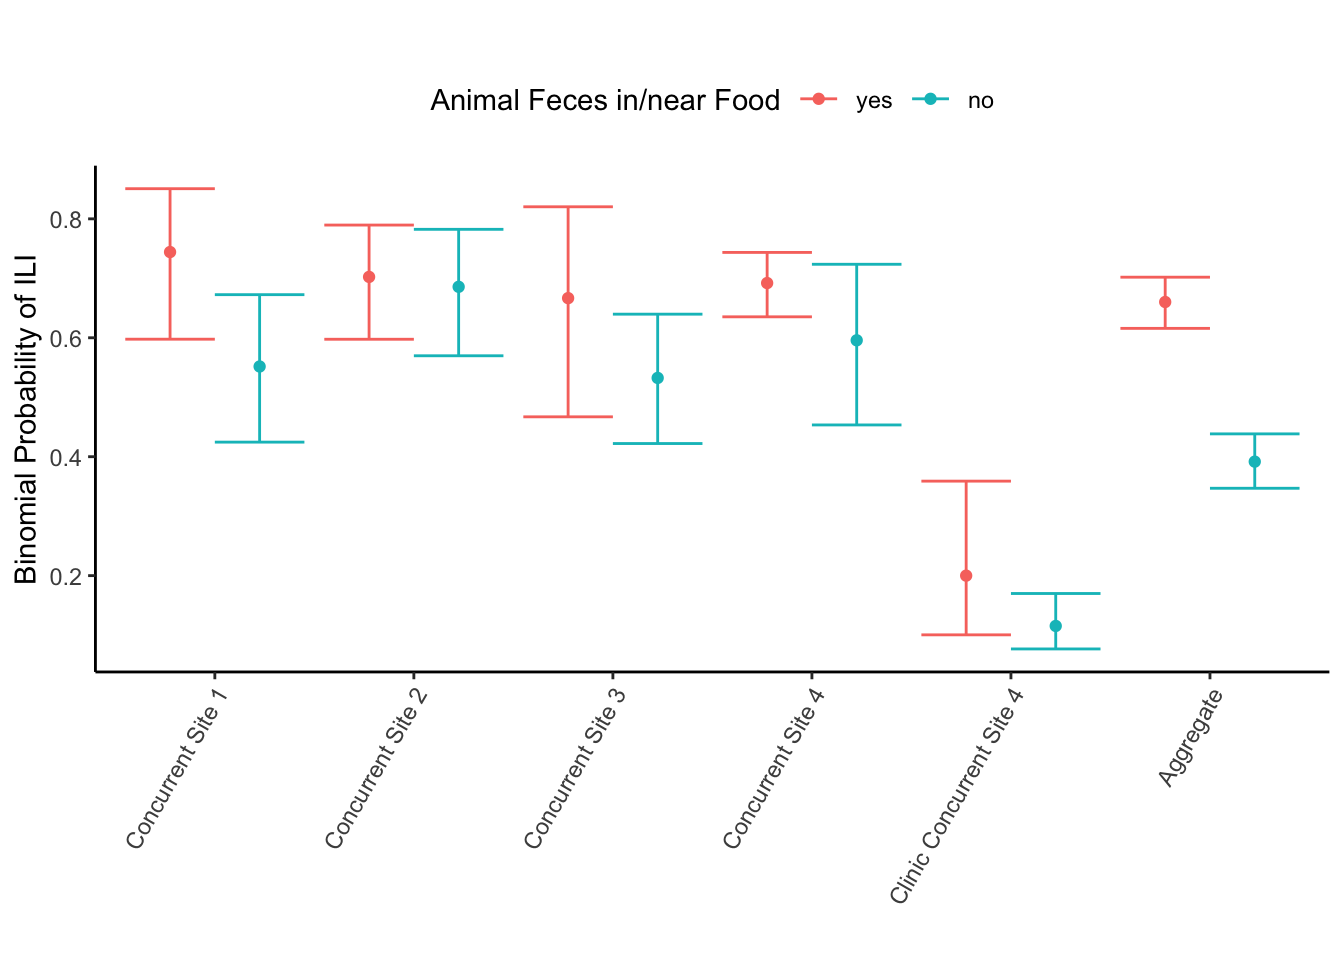 Animal Feces in/near Food yes no
Binomial Probability of ILI
0.8
0.6
0.4
0.2
Concurrent Site 1
Concurrent Site 2
Concurrent Site 3
Concurrent Site 4
Clinic Concurrent Site 4
Aggregate